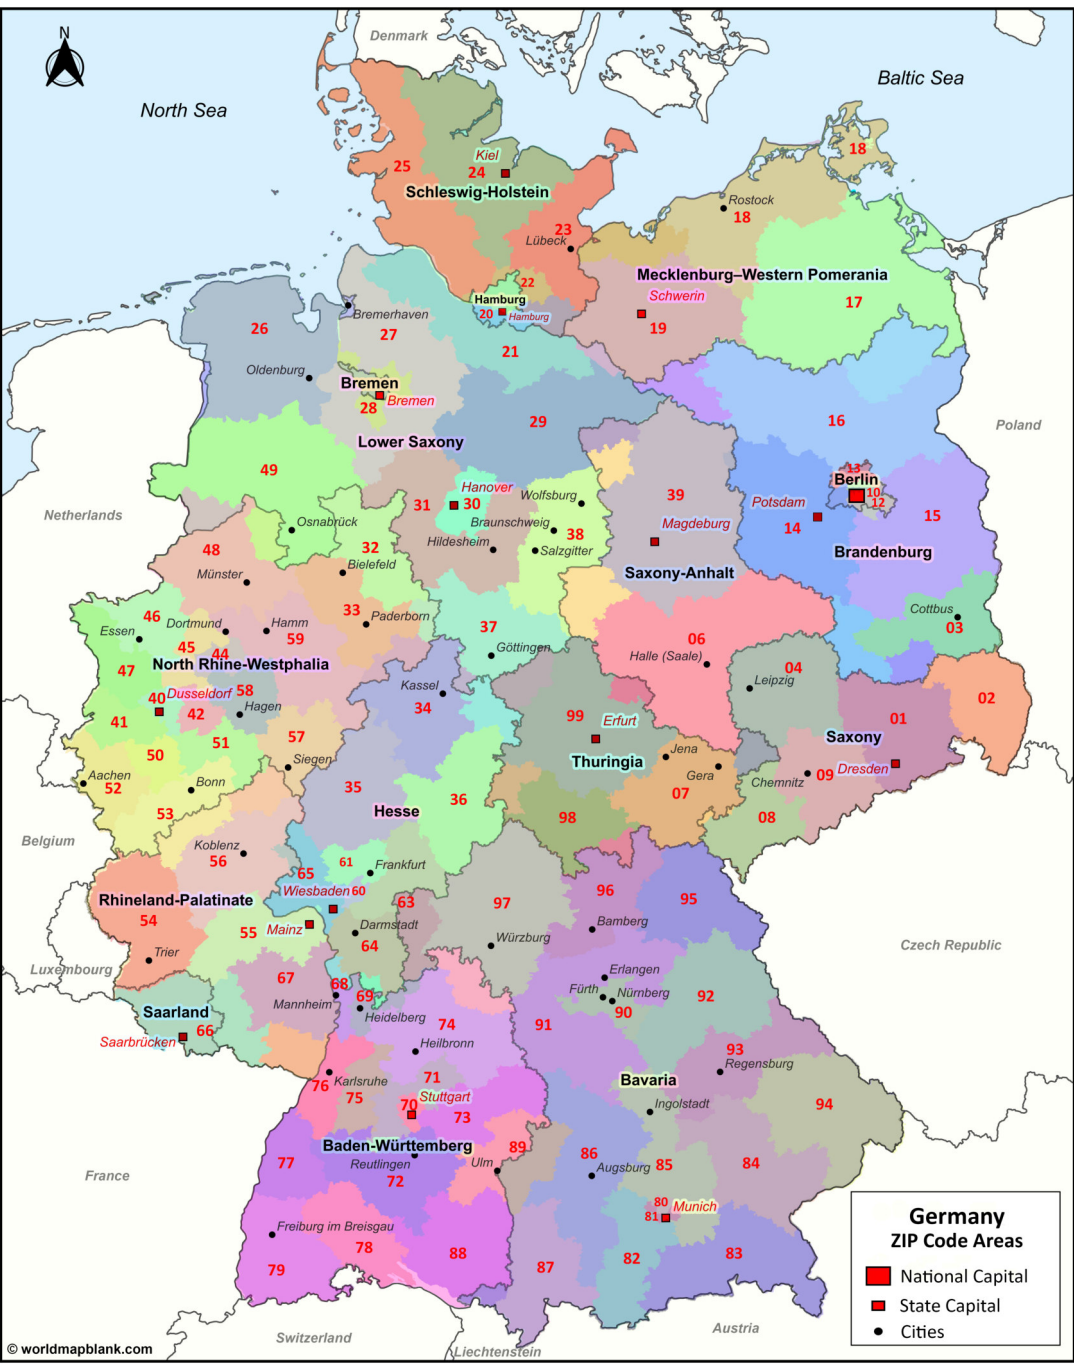 N
Denmark
Baltic Sea
North Sea
18
Kiel
25
24
Schleswig-Holstein
Rostock
18
23
Lübeck
Mecklenburg–Western Pomerania
22
Schwerin
17
Hamburg
20
Hamburg
Bremerhaven
19
26
27
21
Oldenburg
Bremen
Bremen
28
29
16
Poland
Lower Saxony
49
13
Berlin
10
12
Hanover
30
31
Wolfsburg
39
Potsdam
14
15
Netherlands
Osnabrück
Braunschweig
38
Magdeburg
Hildesheim
Salzgitter
48
32
Brandenburg
Münster
Bielefeld
Saxony-Anhalt
46
33
Paderborn
Cottbus
03
Essen
Dortmund
Hamm
59
37
06
45
44
Göttingen
Halle (Saale)
North Rhine-Westphalia
47
04
Leipzig
02
40
Dusseldorf
58
Kassel
34
41
42
Hagen
99
Erfurt
01
57
51
Saxony
50
Siegen
Jena
Thuringia
Dresden
Aachen
52
Bonn
Gera
Chemnitz
09
35
07
36
53
Hesse
98
08
Belgium
Koblenz
56
61
Frankfurt
65
Wiesbaden
60
96
95
Rhineland-Palatinate
63
97
54
55
Mainz
Darmstadt
64
Bamberg
Würzburg
Trier
Czech Republic
Luxembourg
67
68
69
Mannheim
Erlangen
Fürth
Nürnberg
90
92
Saarland
66
Saarbrücken
Heidelberg
74
91
Heilbronn
93
Regensburg
71
76
Karlsruhe
75
Bavaria
70
Stuttgart
73
94
Ingolstadt
Baden-Württemberg
89
86
85
84
77
Reutlingen
72
Ulm
Augsburg
France
80
Munich
81
Freiburg im Breisgau
78
88
87
82
83
79
Germany
ZIP Code Areas
National Capital
State Capital
Cities
Switzerland
Austria
Liechtenstein
© worldmapblank.com